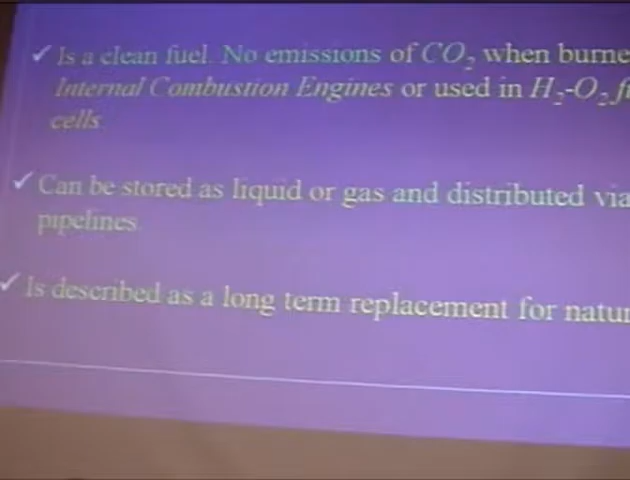 ✓ Is a clean fuel. No emissions of CO₂ when burne
Internal Combustion Engines or used in H₂-O₂ f
cells.
✓ Can be stored as liquid or gas and distributed via
pipelines.
✓ Is described as a long term replacement for natur